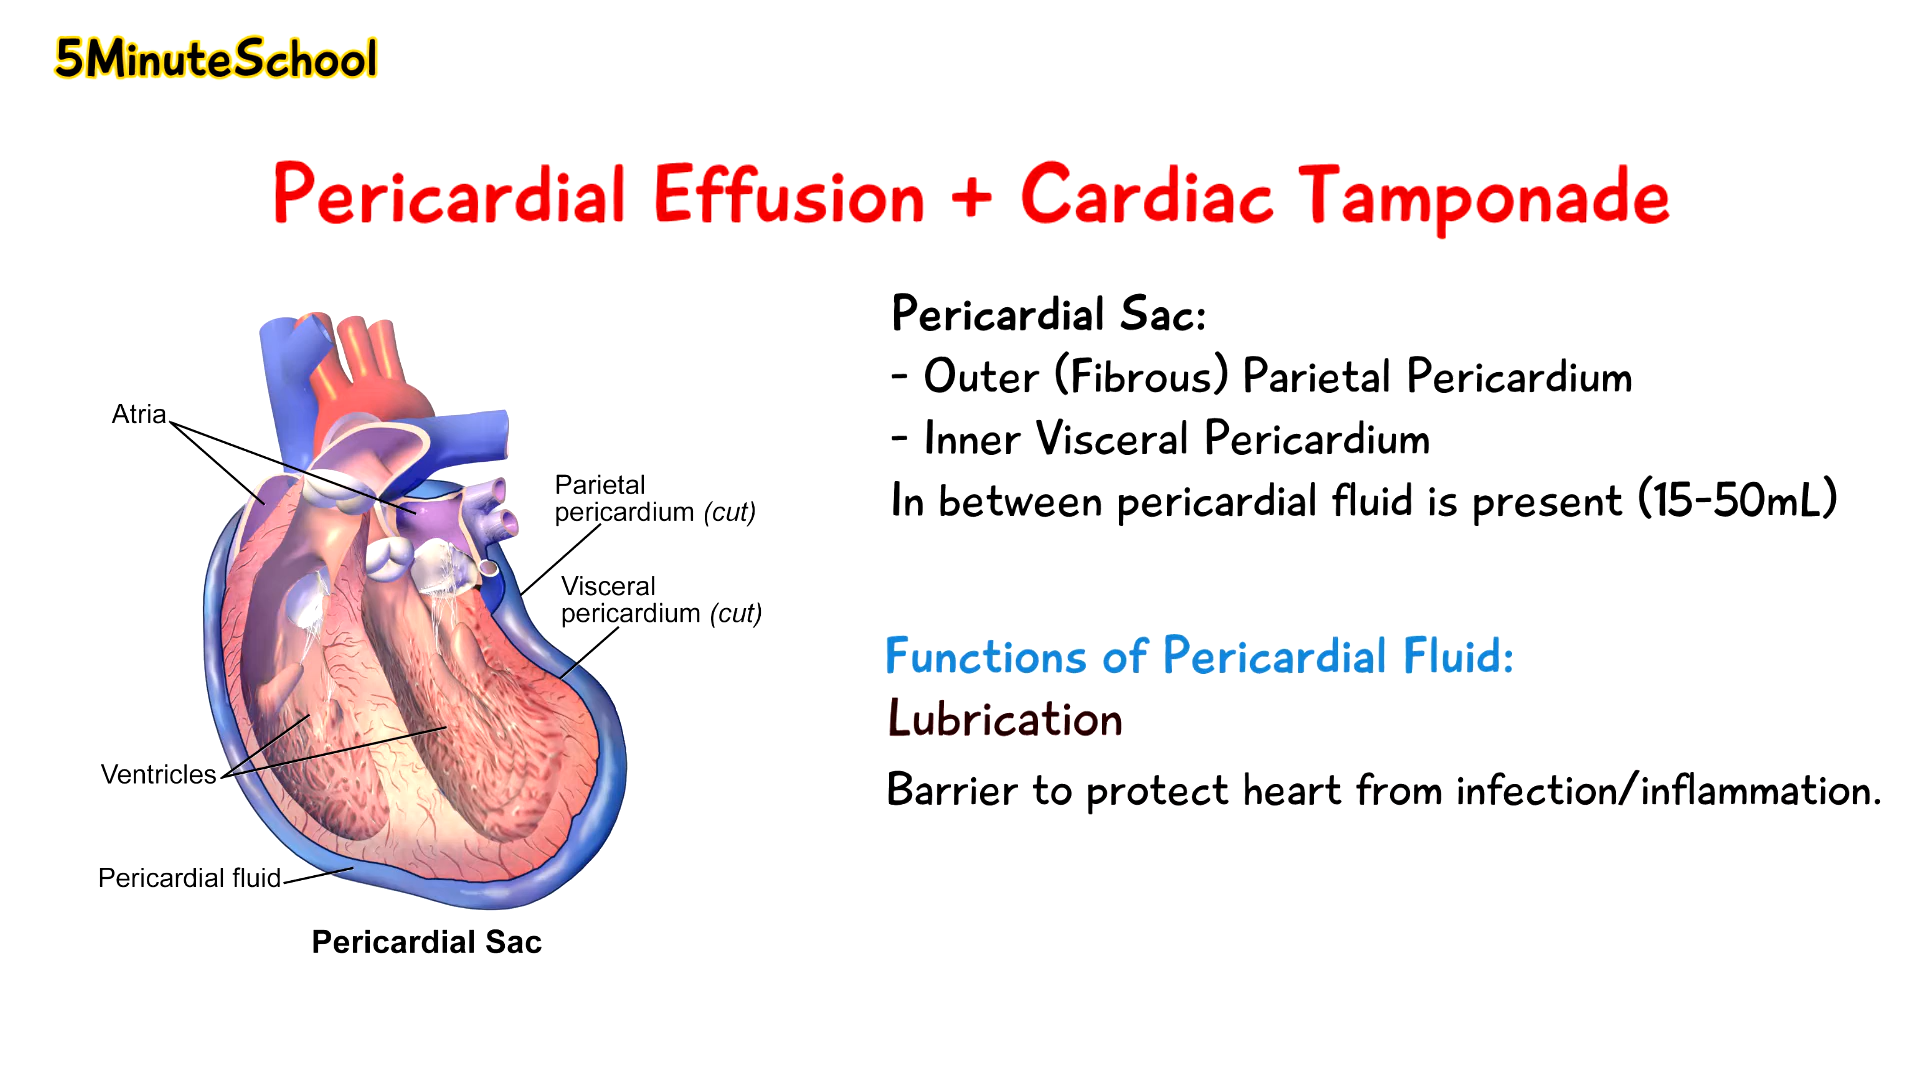 5MinuteSchool
Pericardial Effusion + Cardiac Tamponade
Atria
Parietal
pericardium (cut)
Visceral
pericardium (cut)
Ventricles
Pericardial fluid
Pericardial Sac
Pericardial Sac:
- Outer (Fibrous) Parietal Pericardium
- Inner Visceral Pericardium
In between pericardial fluid is present (15-50mL)
Functions of Pericardial Fluid:
Lubrication
Barrier to protect heart from infection/inflammation.